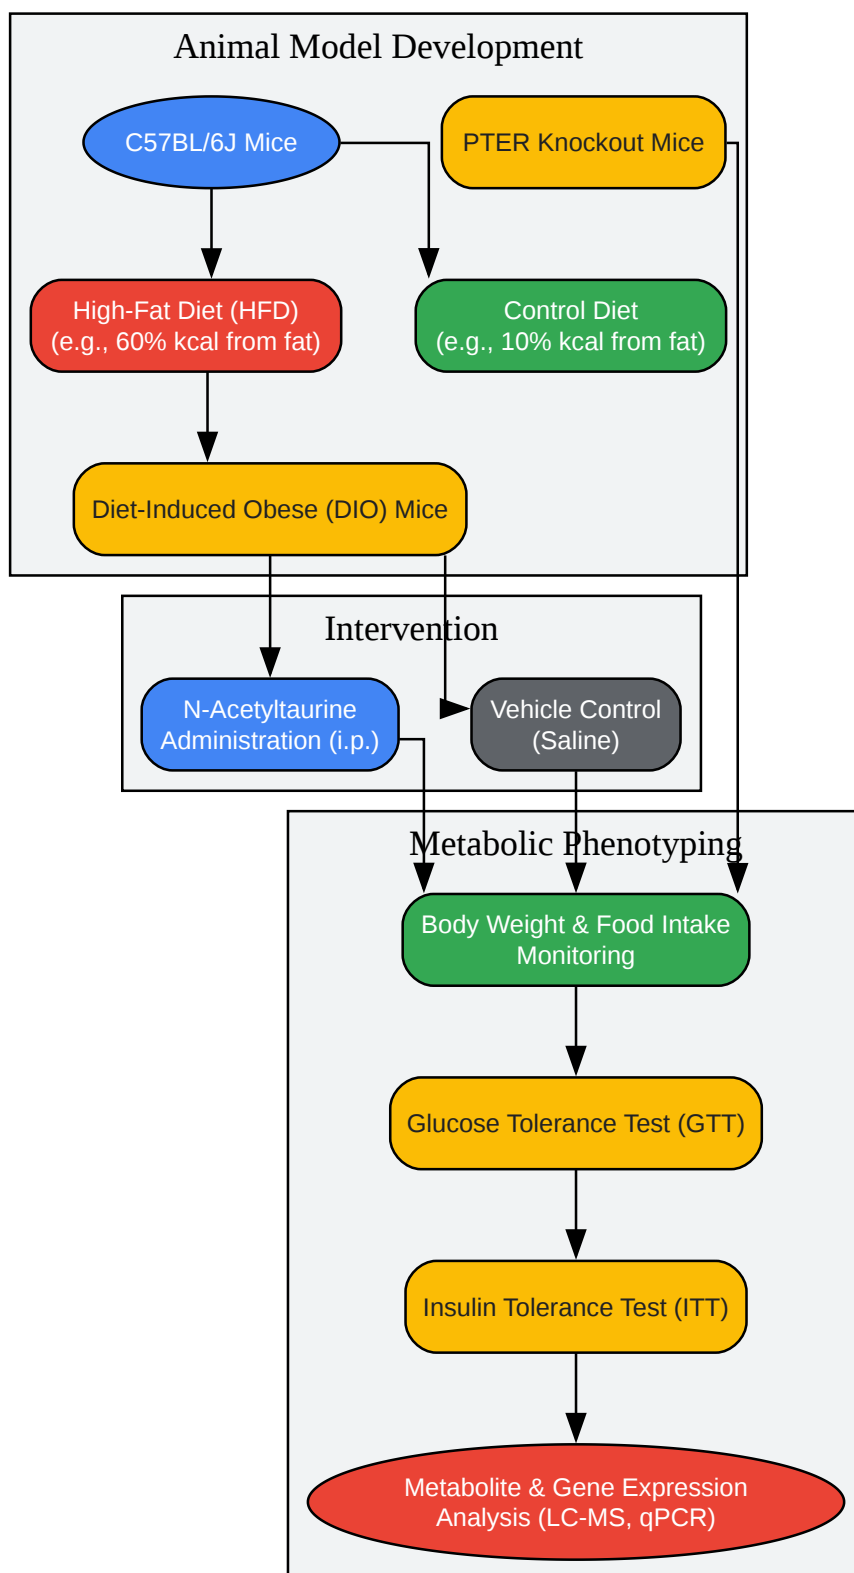 Animal Model Development
C57BL/6J Mice
PTER Knockout Mice
High-Fat Diet (HFD)
(e.g., 60% kcal from fat)
Control Diet
(e.g., 10% kcal from fat)
Diet-Induced Obese (DIO) Mice
Intervention
N-Acetyltaurine
Administration (i.p.)
Vehicle Control
(Saline)
Metabolic Phenotyping
Body Weight & Food Intake
Monitoring
Glucose Tolerance Test (GTT)
Insulin Tolerance Test (ITT)
Metabolite & Gene Expression
Analysis (LC-MS, qPCR)